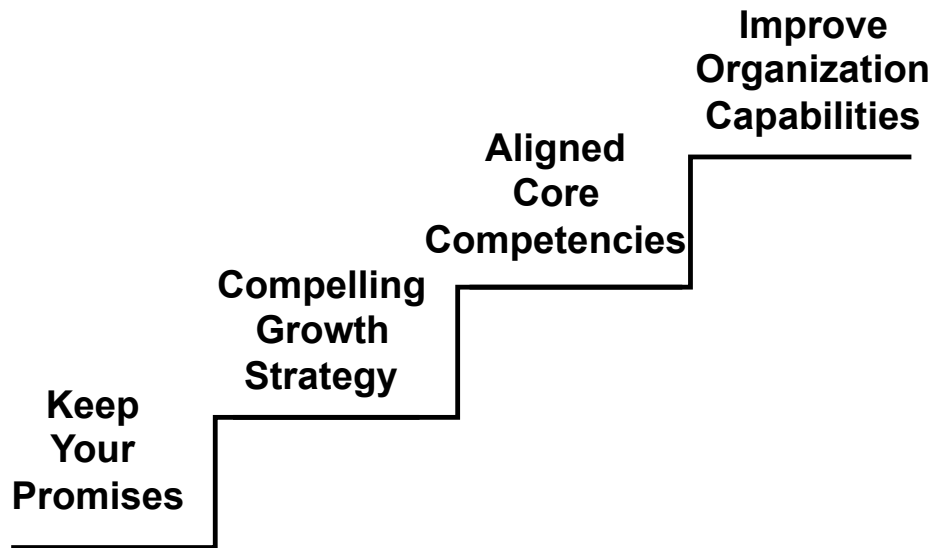 Improve
Organization
Capabilities
Aligned
Core
Competencies
Compelling
Growth
Strategy
Keep
Your
Promises